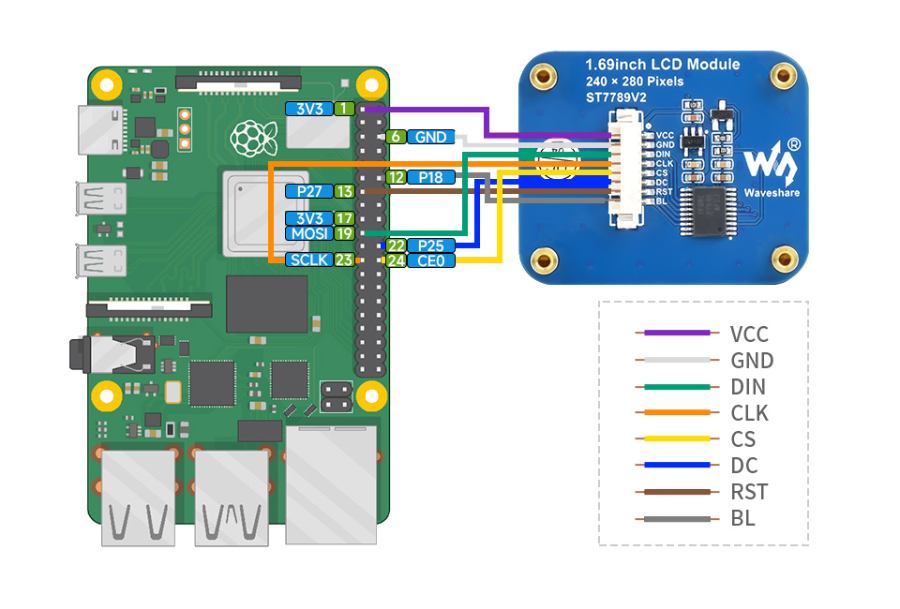 1.69inch LCD Module
240 × 280 Pixels
ST7789V2
3V3 1
6 GND
12 P18
P27 13
3V3 17
MOSI 19
22 P25
SCLK 23
24 CE0
VCC
GND
DIN
CLK
CS
DC
RST
BL
®
Waveshare
VCC
GND
DIN
CLK
CS
DC
RST
BL